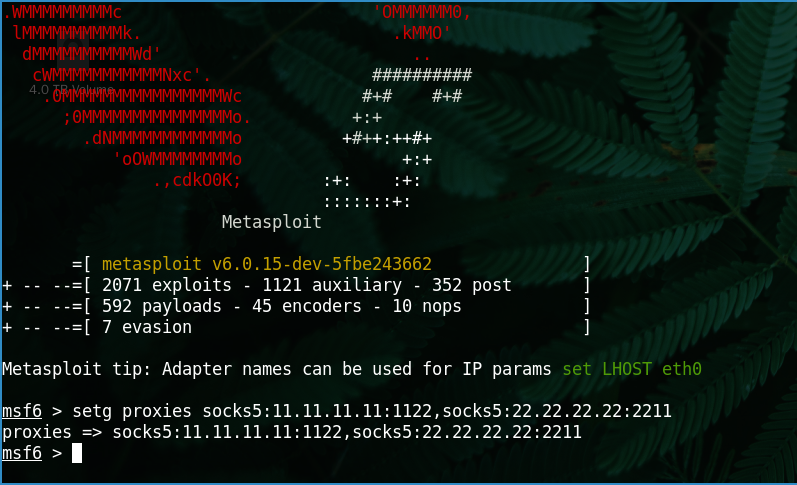 .WMMMMMMMMMc                         'OMMMMMM0,
 lMMMMMMMMMMk.                         .kMMO'
  dMMMMMMMMMMWd'                         ..
   cWMMMMMMMMMMMNxc'.                ##########
4.0 TB Volume
    .0MMMMMMMMMMMMMMMMWc            #+#    #+#
      ;0MMMMMMMMMMMMMMMo.          +:+
        .dNMMMMMMMMMMMMo          +#++:++#+
           'oOWMMMMMMMMo                +:+
               .,cdkO0K;        :+:    :+:
                                :::::::+:
                      Metasploit
       =[ metasploit v6.0.15-dev-5fbe243662               ]
+ -- --=[ 2071 exploits - 1121 auxiliary - 352 post       ]
+ -- --=[ 592 payloads - 45 encoders - 10 nops            ]
+ -- --=[ 7 evasion                                       ]
Metasploit tip: Adapter names can be used for IP params set LHOST eth0
msf6 > setg proxies socks5:11.11.11.11:1122,socks5:22.22.22.22:2211
proxies => socks5:11.11.11.11:1122,socks5:22.22.22.22:2211
msf6 >